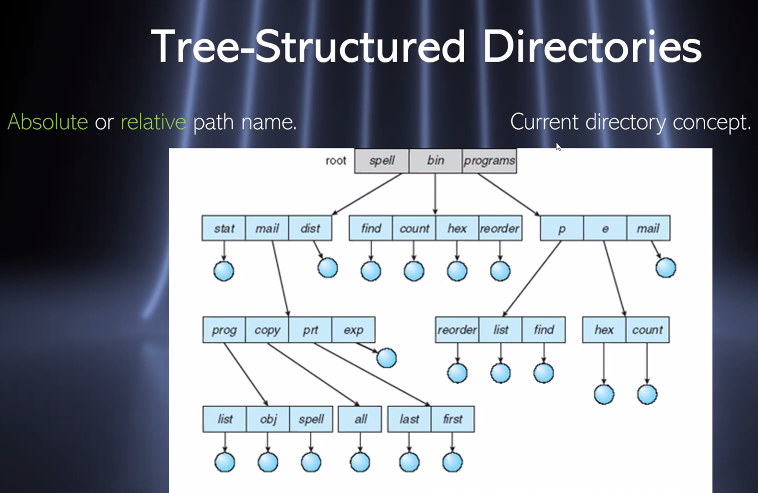 Tree-Structured Directories
Absolute or relative path name. Current directory concept.
root spell bin programs
stat mail dist find count hex reorder p e mail
prog copy prt exp reorder list find hex count
list obj spell all last first